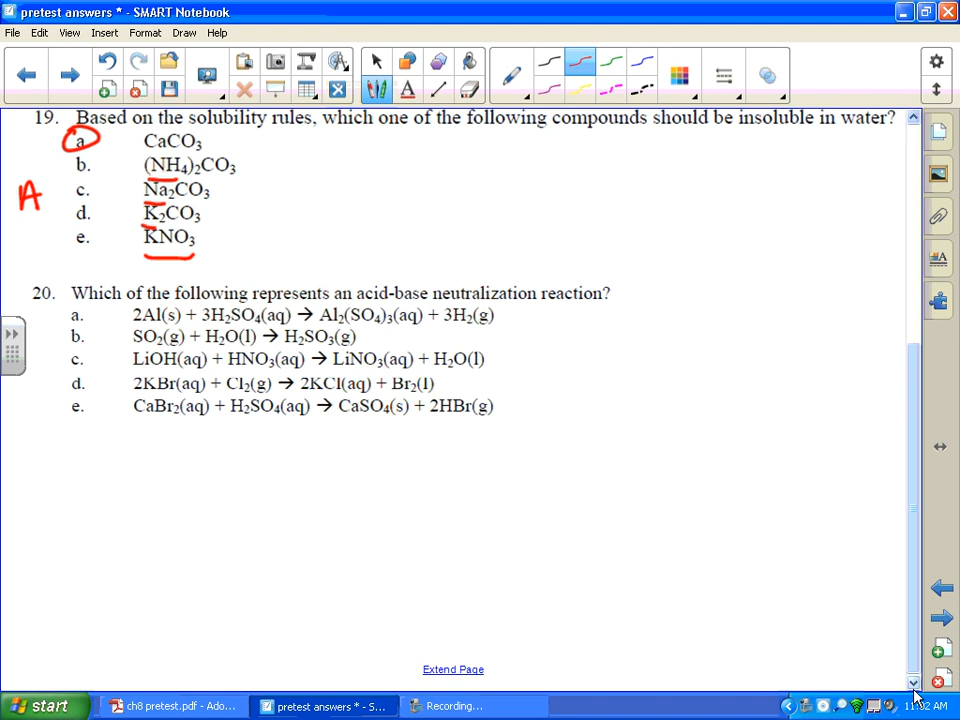 pretest answers * - SMART Notebook
File Edit View Insert Format Draw Help
19. Based on the solubility rules, which one of the following compounds should be insoluble in water?
a. CaCO₃
b. (NH₄)₂CO₃
A
c. Na₂CO₃
d. K₂CO₃
e. KNO₃
20. Which of the following represents an acid-base neutralization reaction?
a. 2Al(s) + 3H₂SO₄(aq) → Al₂(SO₄)₃(aq) + 3H₂(g)
b. SO₂(g) + H₂O(l) → H₂SO₃(g)
c. LiOH(aq) + HNO₃(aq) → LiNO₃(aq) + H₂O(l)
d. 2KBr(aq) + Cl₂(g) → 2KCl(aq) + Br₂(l)
e. CaBr₂(aq) + H₂SO₄(aq) → CaSO₄(s) + 2HBr(g)
Extend Page
start ch8 pretest.pdf - Ado... pretest answers * - S... Recording... AM